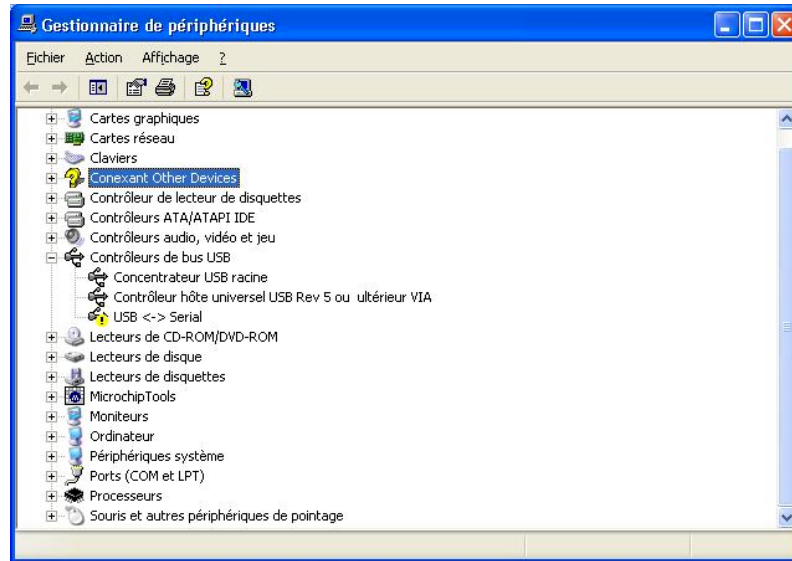 Gestionnaire de périphériques
Fichier Action Affichage ?
Cartes graphiques
Cartes réseau
Claviers
Conexant Other Devices
Contrôleur de lecteur de disquettes
Contrôleurs ATA/ATAPI IDE
Contrôleurs audio, vidéo et jeu
Contrôleurs de bus USB
Concentrateur USB racine
Contrôleur hôte universel USB Rev 5 ou ultérieur VIA
USB <-> Serial
Lecteurs de CD-ROM/DVD-ROM
Lecteurs de disque
Lecteurs de disquettes
MicrochipTools
Moniteurs
Ordinateur
Périphériques système
Ports (COM et LPT)
Processeurs
Souris et autres périphériques de pointage